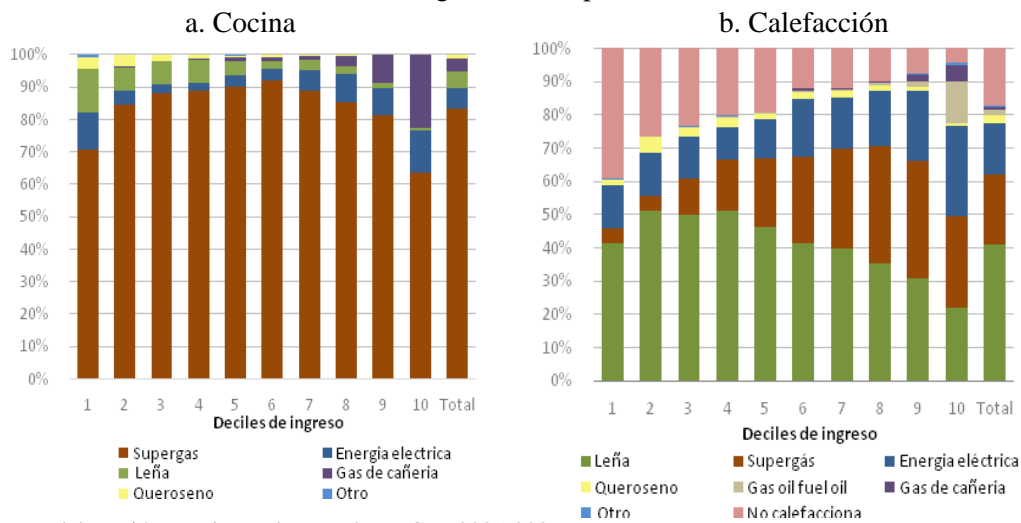 a. Cocina
100%
90%
80%
70%
60%
50%
40%
30%
20%
10%
0%
1 2 3 4 5 6 7 8 9 10 Total
Deciles de ingreso
Supergas Energia electrica
Leña Gas de cañeria
Queroseno Otro
b. Calefacción
100%
90%
80%
70%
60%
50%
40%
30%
20%
10%
0%
1 2 3 4 5 6 7 8 9 10 Total
Deciles de ingreso
Leña Supergás Energia eléctrica
Queroseno Gas oil fuel oil Gas de cañeria
Otro No calefacciona